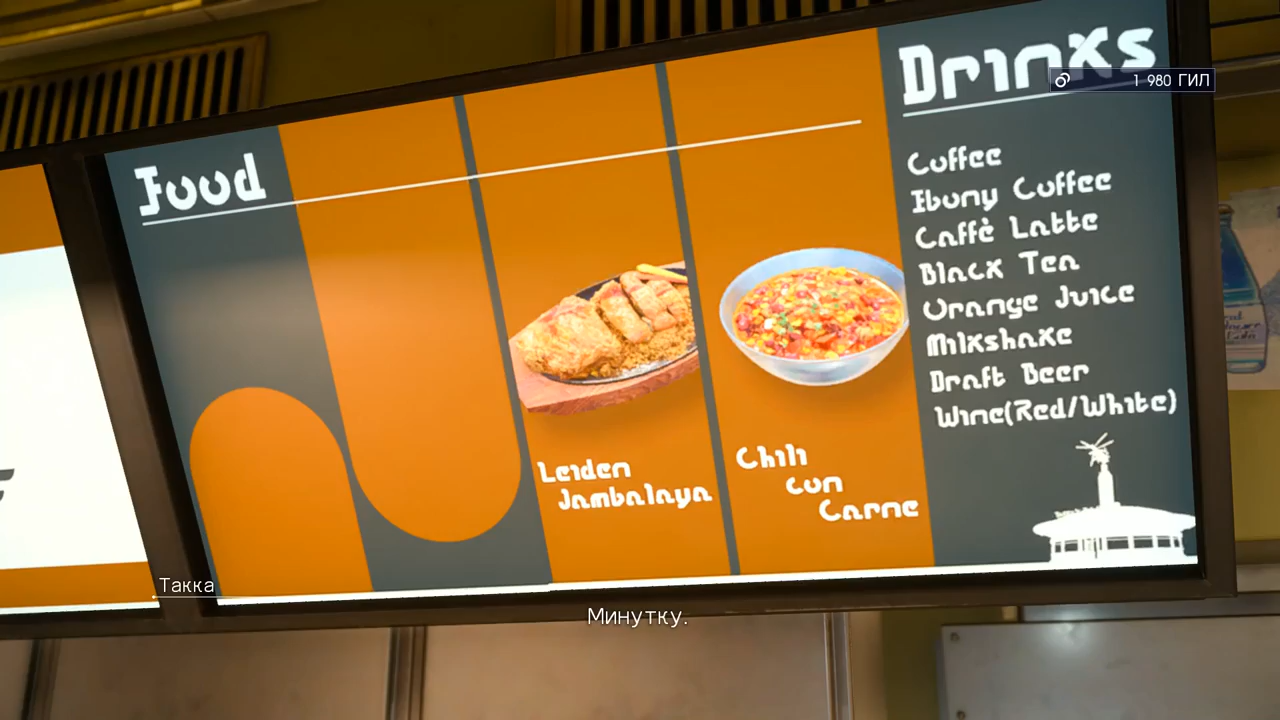 Drinks
1 980 ГИЛ
Food
Coffee
Ibony Coffee
Caffè Latte
Black Tea
Orange Juice
Milkshake
Draft Beer
Wine(Red/White)
Leiden
Jambalaya
Chili
con
Carne
Такка
Минутку.